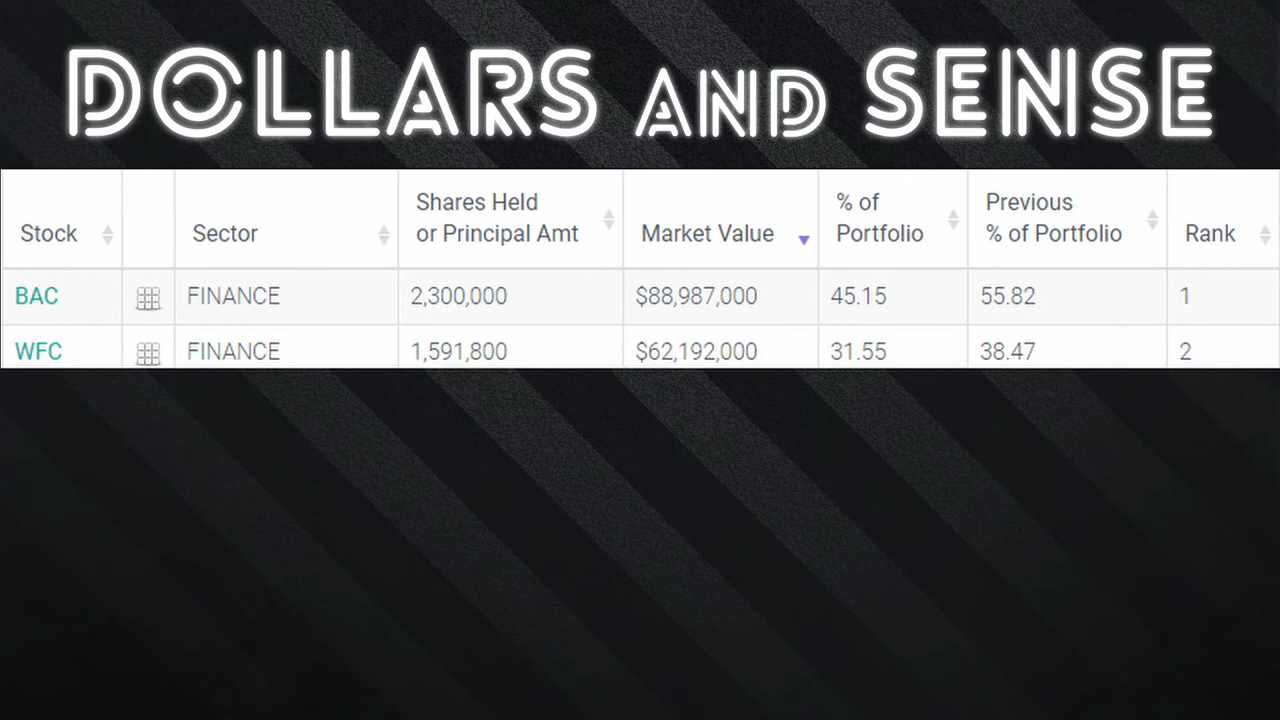 DOLLARS AND SENSE
Stock Sector Shares Held or Principal Amt Market Value % of Portfolio Previous % of Portfolio Rank
BAC FINANCE 2,300,000 $88,987,000 45.15 55.82 1
WFC FINANCE 1,591,800 $62,192,000 31.55 38.47 2